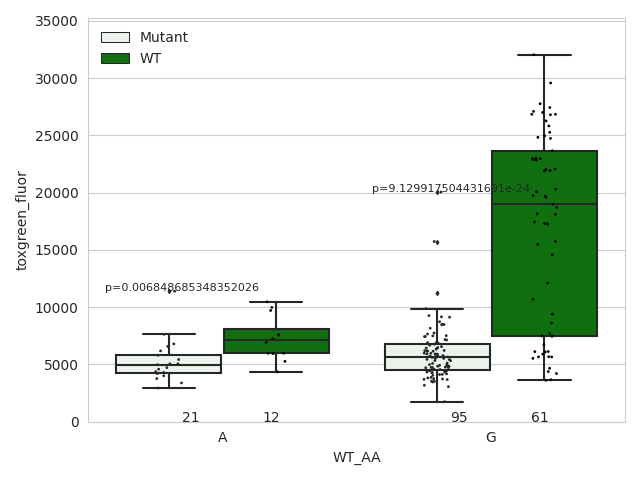 35000
30000
25000
20000
15000
10000
5000
0
toxgreen_fluor
Mutant
WT
p=0.006848685348352026
p=9.129917504431691e-24
21
12
95
61
A
G
WT_AA